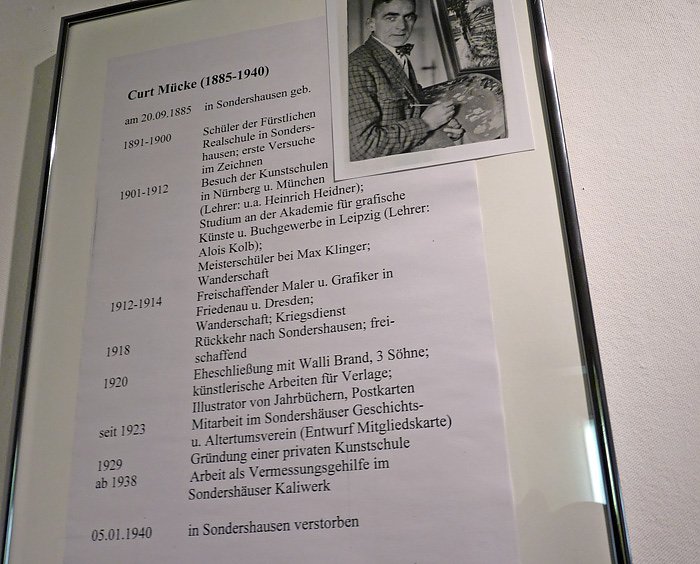 Curt Mücke (1885-1940)
am 20.09.1885 in Sondershausen geb.
1891-1900 Schüler der Fürstlichen
Realschule in Sonders-
hausen; erste Versuche
im Zeichnen
1901-1912 Besuch der Kunstschulen
in Nürnberg u. München
(Lehrer: u.a. Heinrich Heidner);
Studium an der Akademie für grafische
Künste u. Buchgewerbe in Leipzig (Lehrer:
Alois Kolb);
Meisterschüler bei Max Klinger;
Wanderschaft
1912-1914 Freischaffender Maler u. Grafiker in
Friedenau u. Dresden;
Wanderschaft; Kriegsdienst
1918 Rückkehr nach Sondershausen; frei-
schaffend
1920 Eheschließung mit Walli Brand, 3 Söhne;
künstlerische Arbeiten für Verlage;
Illustrator von Jahrbüchern, Postkarten
seit 1923 Mitarbeit im Sondershäuser Geschichts-
u. Altertumsverein (Entwurf Mitgliedskarte)
1929 Gründung einer privaten Kunstschule
ab 1938 Arbeit als Vermessungsgehilfe im
Sondershäuser Kaliwerk
05.01.1940 in Sondershausen verstorben